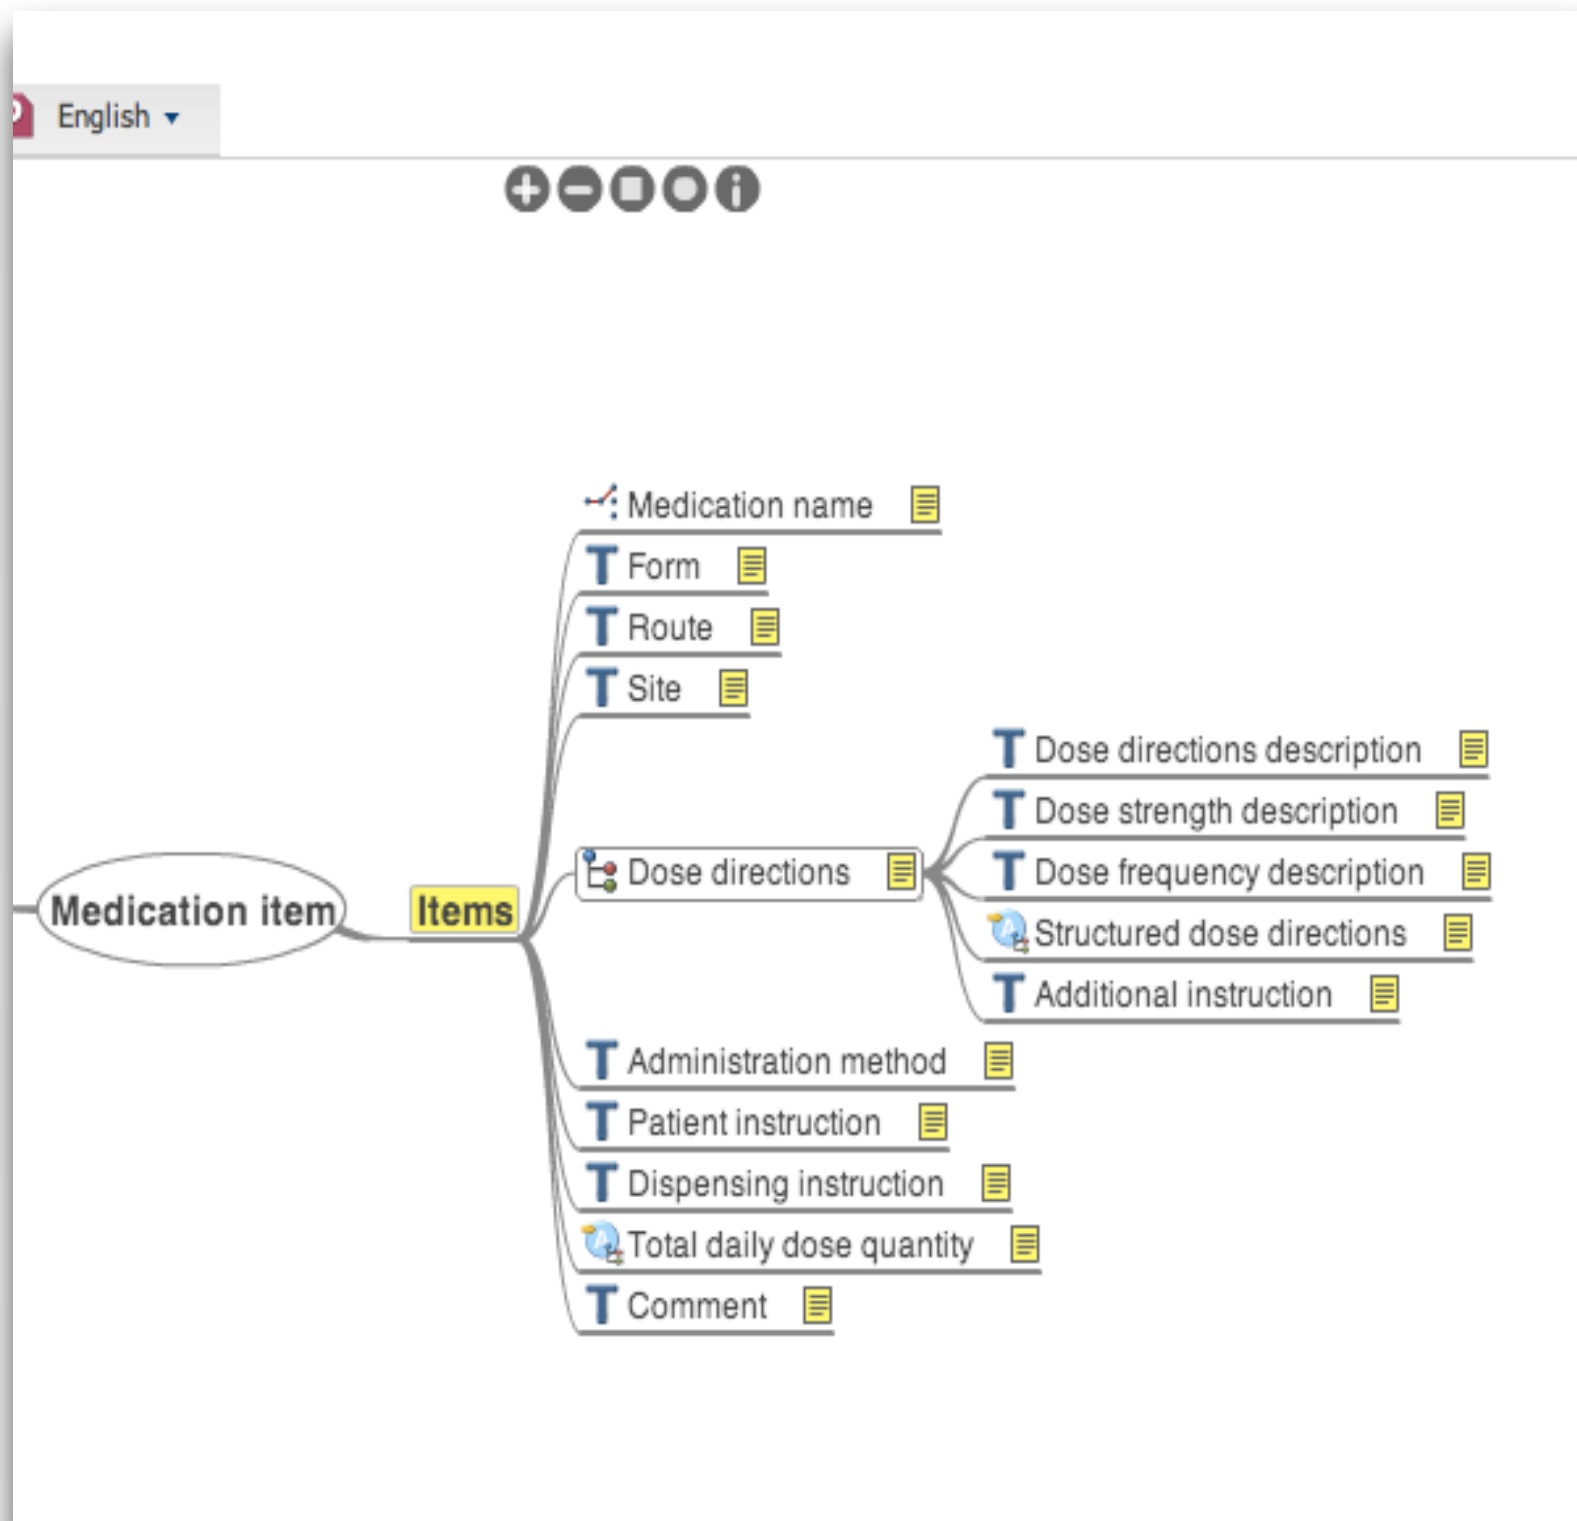 English
Medication name
Form
Route
Site
Dose directions description
Dose strength description
Dose directions
Dose frequency description
Medication item
Items
Structured dose directions
Additional instruction
Administration method
Patient instruction
Dispensing instruction
Total daily dose quantity
Comment